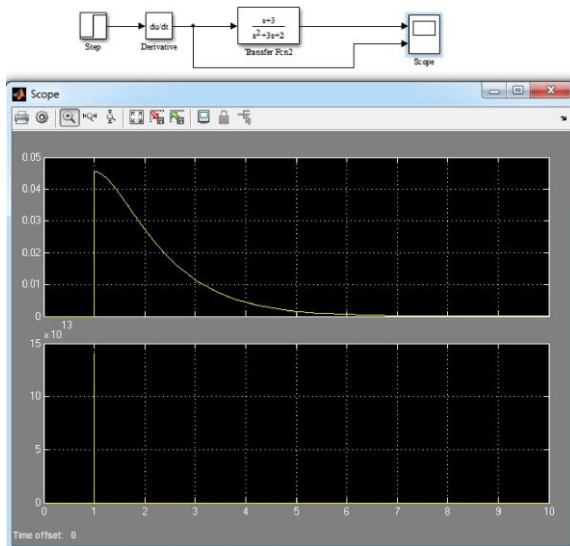 s+3
du/dt
s²+3s+2
Step
Derivative
Transfer Fcn2
Scope
Scope
0.05
0.04
0.03
0.02
0.01
0
x 10¹³
15
10
5
0
0 1 2 3 4 5 6 7 8 9 10
Time offset: 0